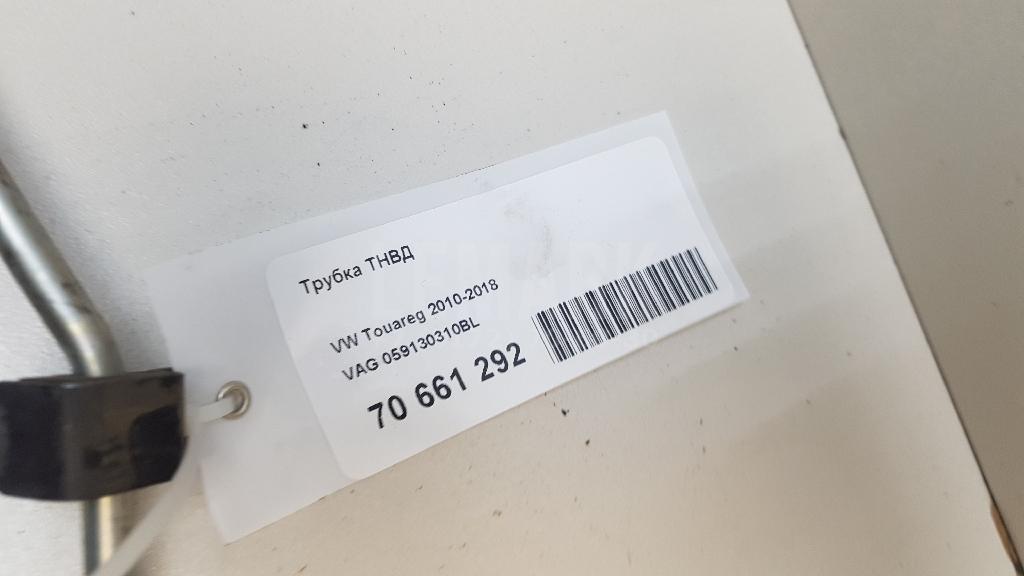 Трубка ТНВД
VW Touareg 2010-2018
VAG 059130310BL
70 661 292